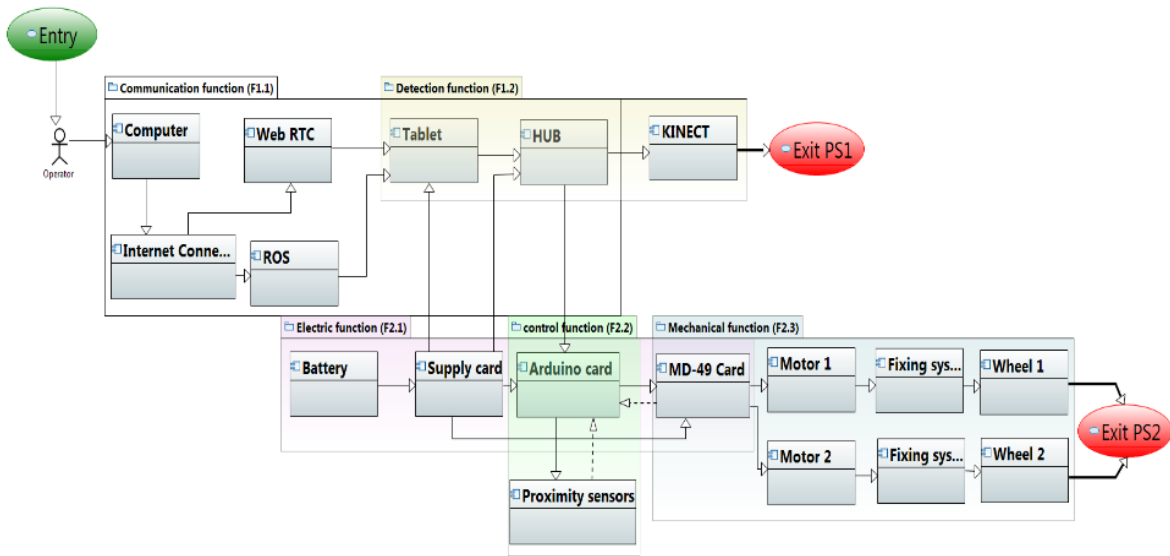 Entry
Communication function (F1.1)
Detection function (F1.2)
Computer
Web RTC
Tablet
HUB
KINECT
Exit PS1
Operator
Internet Conne...
ROS
Electric function (F2.1)
control function (F2.2)
Mechanical function (F2.3)
Battery
Supply card
Arduino card
MD-49 Card
Motor 1
Fixing sys...
Wheel 1
Exit PS2
Motor 2
Fixing sys...
Wheel 2
Proximity sensors